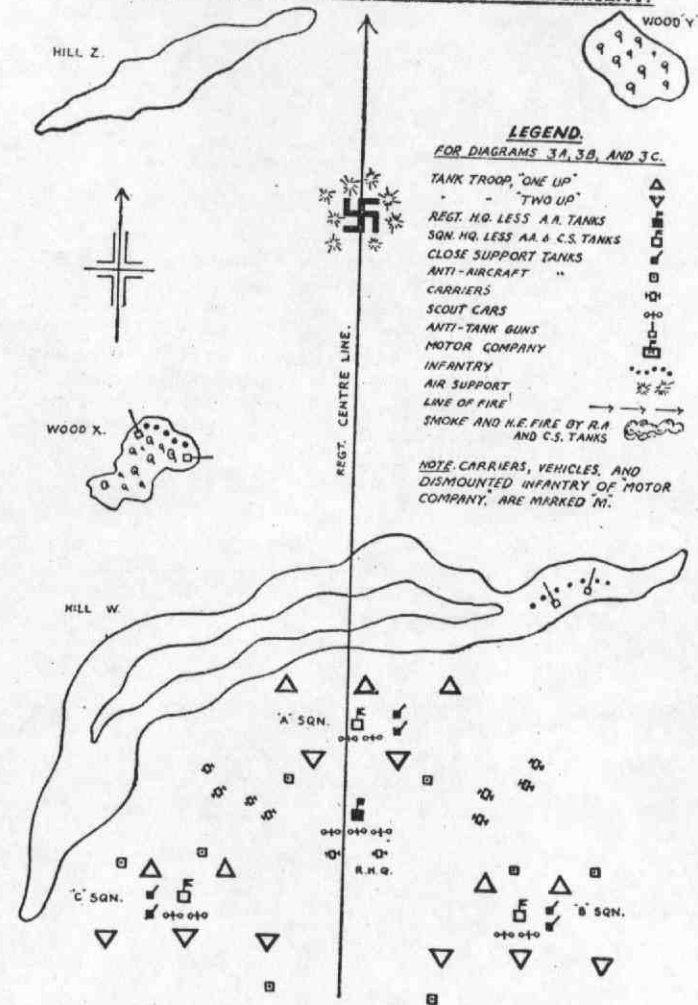 HILL Z.
WOOD "Y"
LEGEND.
FOR DIAGRAMS 3A, 3B, AND 3C.
TANK TROOP, "ONE UP"
" - "TWO UP"
REGT. H.Q. LESS A.A. TANKS
SQN. HQ. LESS AA. & C.S. TANKS
CLOSE SUPPORT TANKS
ANTI-AIRCRAFT "
CARRIERS
SCOUT CARS
ANTI-TANK GUNS
MOTOR COMPANY
INFANTRY
AIR SUPPORT
LINE OF FIRE
SMOKE AND H.E. FIRE BY R.A.
AND C.S. TANKS
NOTE. CARRIERS, VEHICLES, AND
DISMOUNTED INFANTRY OF "MOTOR
COMPANY," ARE MARKED "M".
REGT. CENTRE LINE.
WOOD X.
HILL W.
"A" SQN.
R.H.Q.
"C" SQN.
"B" SQN.